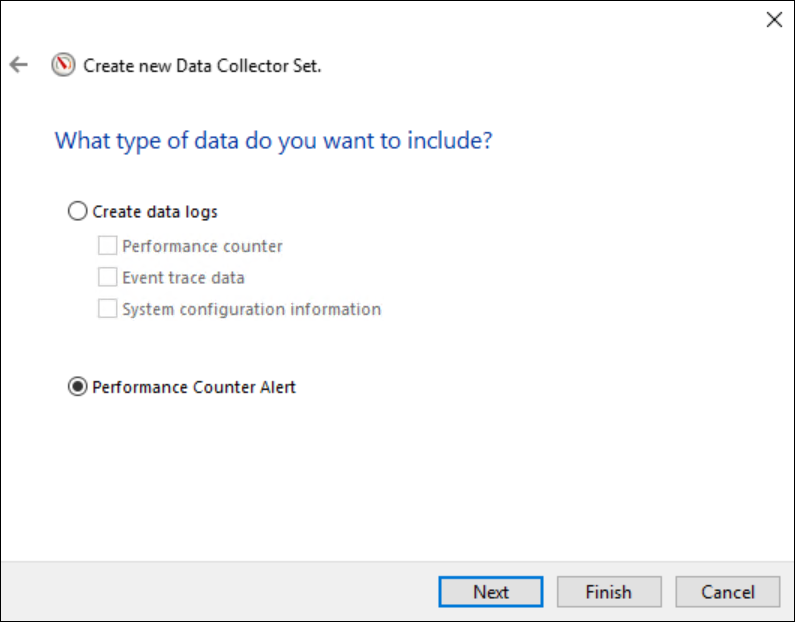 Create new Data Collector Set.
What type of data do you want to include?
Create data logs
Performance counter
Event trace data
System configuration information
Performance Counter Alert
Next Finish Cancel